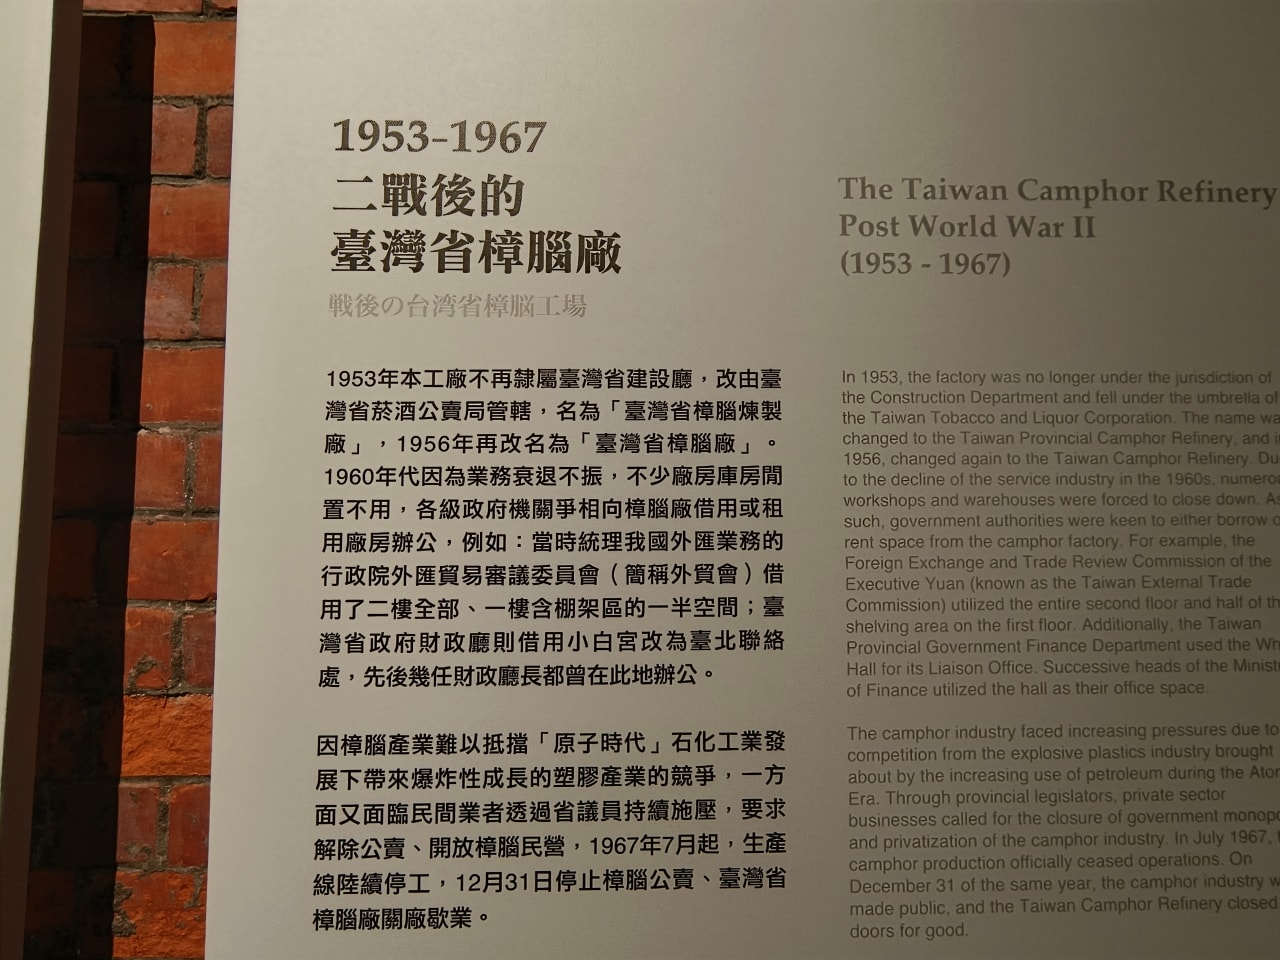 1953-1967
二戰後的
臺灣省樟腦廠
戦後の台湾省樟脳工場
1953年本工廠不再隸屬臺灣省建設廳，改由臺
灣省菸酒公賣局管轄，名為「臺灣省樟腦煉製
廠」，1956年再改名為「臺灣省樟腦廠」。
1960年代因為業務衰退不振，不少廠房庫房閒
置不用，各級政府機關爭相向樟腦廠借用或租
用廠房辦公，例如：當時統理我國外匯業務的
行政院外匯貿易審議委員會（簡稱外貿會）借
用了二樓全部、一樓含棚架區的一半空間；臺
灣省政府財政廳則借用小白宮改為臺北聯絡
處，先後幾任財政廳長都曾在此地辦公。
因樟腦產業難以抵擋「原子時代」石化工業發
展下帶來爆炸性成長的塑膠產業的競爭，一方
面又面臨民間業者透過省議員持續施壓，要求
解除公賣、開放樟腦民營，1967年7月起，生產
線陸續停工，12月31日停止樟腦公賣、臺灣省
樟腦廠關廠歇業。
The Taiwan Camphor Refinery
Post World War II
(1953 - 1967)
In 1953, the factory was no longer under the jurisdiction of
the Construction Department and fell under the umbrella of
the Taiwan Tobacco and Liquor Corporation. The name
changed to the Taiwan Provincial Camphor Refinery, and
1956, changed again to the Taiwan Camphor Refinery.
to the decline of the service industry in the 1960s,
workshops and warehouses were forced to close down.
such, government authorities were keen to either borrow
rent space from the camphor factory. For example, the
Foreign Exchange and Trade Review Commission of the
Executive Yuan (known as the Taiwan External Trade
Commission) utilized the entire second floor and half of
shelving area on the first floor. Additionally, the Taiwan
Provincial Government Finance Department used the
Hall for its Liaison Office. Successive heads of the
of Finance utilized the hall as their office space.
The camphor industry faced increasing pressures due to
competition from the explosive plastics industry brought
about by the increasing use of petroleum during the
Era. Through provincial legislators, private sector
businesses called for the closure of government
and privatization of the camphor industry. In July 1967,
camphor production officially ceased operations. On
December 31 of the same year, the camphor industry
made public, and the Taiwan Camphor Refinery closed
doors for good.